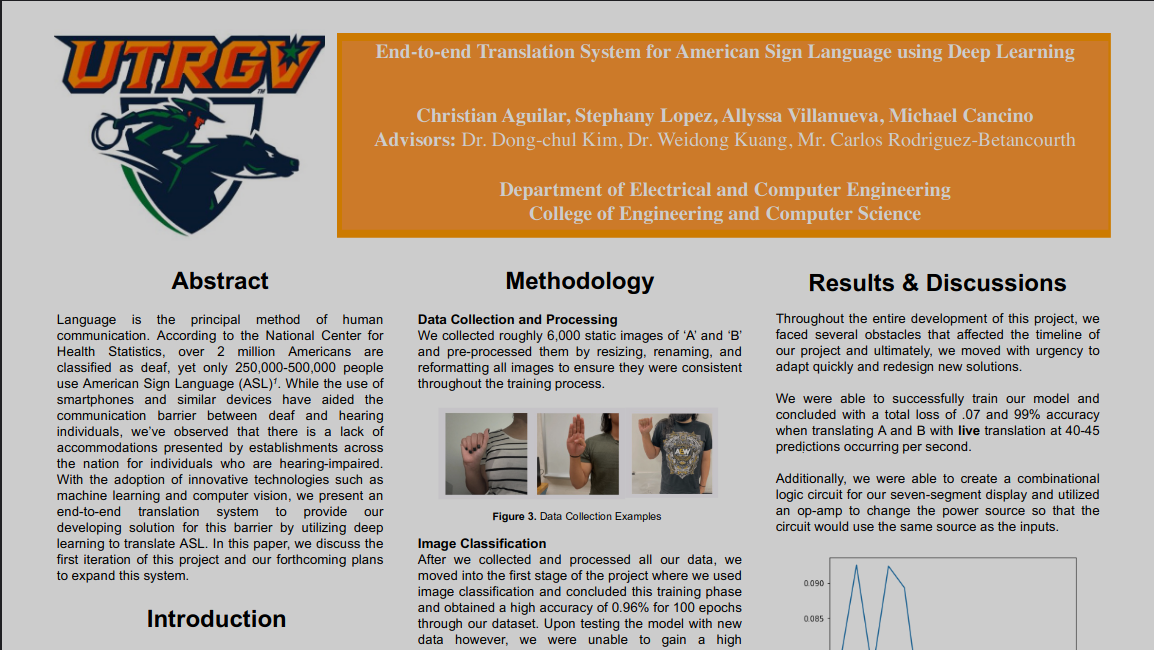 UTRGV
TM
End-to-end Translation System for American Sign Language using Deep Learning
Christian Aguilar, Stephany Lopez, Allyssa Villanueva, Michael Cancino
Advisors: Dr. Dong-chul Kim, Dr. Weidong Kuang, Mr. Carlos Rodriguez-Betancourth
Department of Electrical and Computer Engineering
College of Engineering and Computer Science
Abstract
Language is the principal method of human
communication. According to the National Center for
Health Statistics, over 2 million Americans are
classified as deaf, yet only 250,000-500,000 people
use American Sign Language (ASL)¹. While the use of
smartphones and similar devices have aided the
communication barrier between deaf and hearing
individuals, we've observed that there is a lack of
accommodations presented by establishments across
the nation for individuals who are hearing-impaired.
With the adoption of innovative technologies such as
machine learning and computer vision, we present an
end-to-end translation system to provide our
developing solution for this barrier by utilizing deep
learning to translate ASL. In this paper, we discuss the
first iteration of this project and our forthcoming plans
to expand this system.
Introduction
Methodology
Data Collection and Processing
We collected roughly 6,000 static images of 'A' and 'B'
and pre-processed them by resizing, renaming, and
reformatting all images to ensure they were consistent
throughout the training process.
AEW
Figure 3. Data Collection Examples
Image Classification
After we collected and processed all our data, we
moved into the first stage of the project where we used
image classification and concluded this training phase
and obtained a high accuracy of 0.96% for 100 epochs
through our dataset. Upon testing the model with new
data however, we were unable to gain a high
Results & Discussions
Throughout the entire development of this project, we
faced several obstacles that affected the timeline of
our project and ultimately, we moved with urgency to
adapt quickly and redesign new solutions.
We were able to successfully train our model and
concluded with a total loss of .07 and 99% accuracy
when translating A and B with live translation at 40-45
predictions occurring per second.
Additionally, we were able to create a combinational
logic circuit for our seven-segment display and utilized
an op-amp to change the power source so that the
circuit would use the same source as the inputs.
0.090
0.085